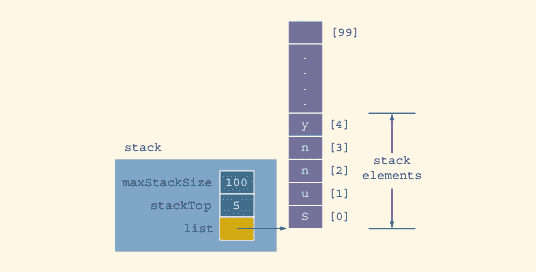 [99]
.
.
.
.
y [4]
n [3]
n [2]
u [1]
S [0]
stack
elements
stack
maxStackSize 100
stackTop 5
list